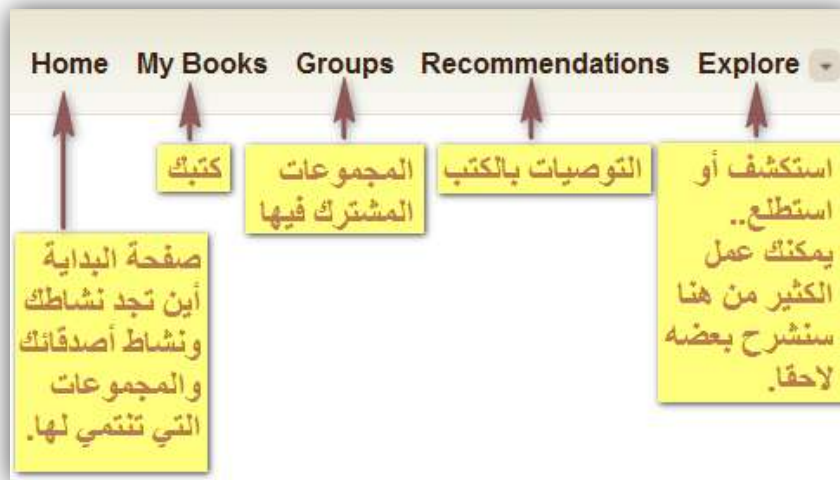 Home My Books Groups Recommendations Explore
صفحة البداية
أين تجد نشاطك
ونشاط أصدقائك
والمجموعات
التي تنتمي لها.
كتبك
المجموعات
المشترك فيها
التوصيات بالكتب
استكشف أو
استطلع..
يمكنك عمل
الكثير من هنا
سنشرح بعضه
لاحقا.